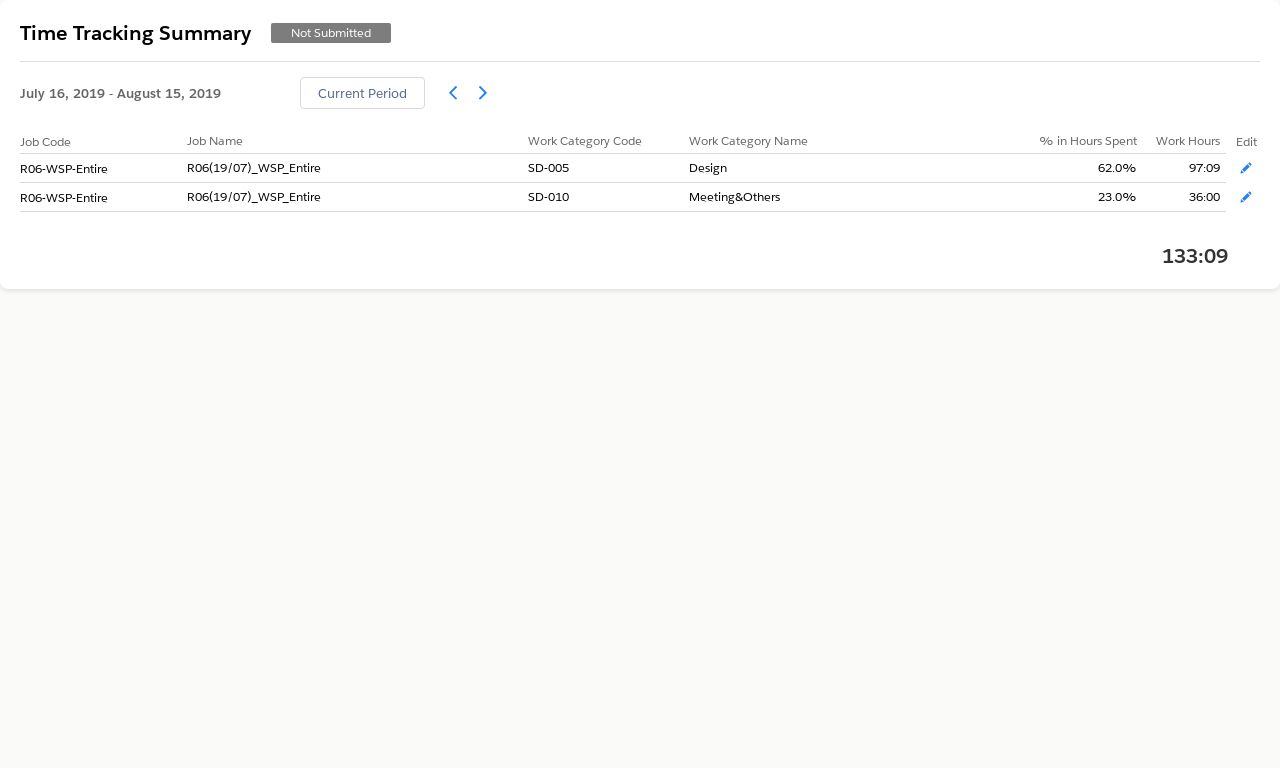 Time Tracking Summary Not Submitted
July 16, 2019 - August 15, 2019 Current Period
Job Code Job Name Work Category Code Work Category Name % in Hours Spent Work Hours Edit
R06-WSP-Entire R06(19/07)_WSP_Entire SD-005 Design 62.0% 97:09
R06-WSP-Entire R06(19/07)_WSP_Entire SD-010 Meeting&Others 23.0% 36:00
133:09